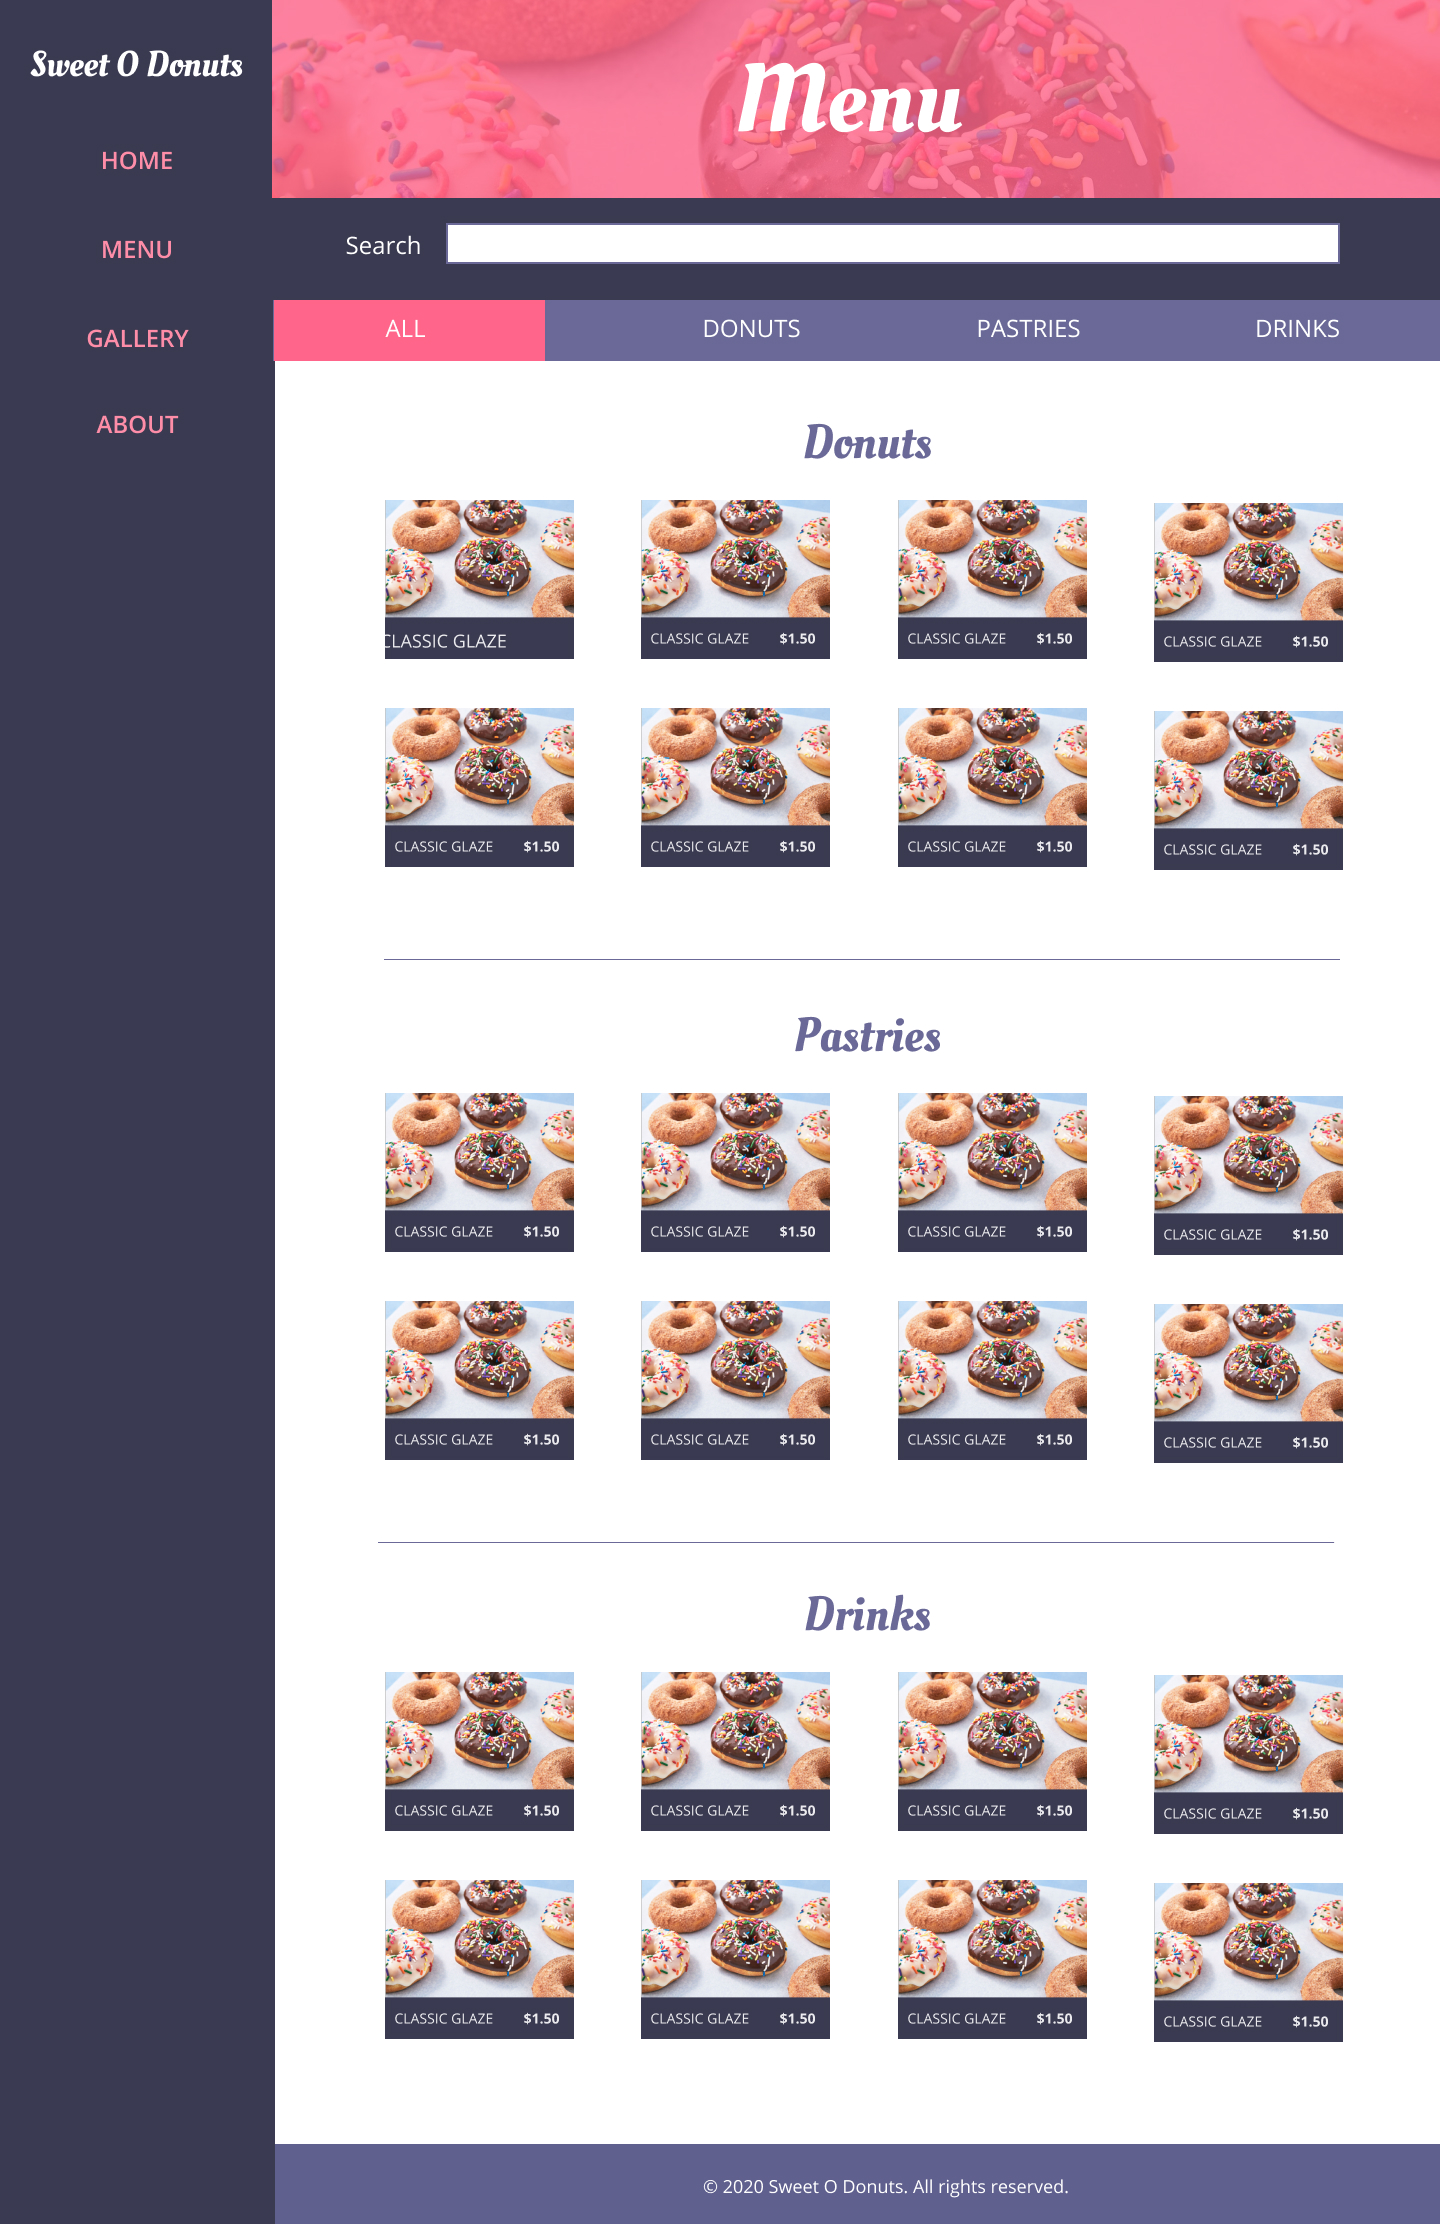 Sweet O Donuts
Menu
HOME
MENU
GALLERY
ABOUT
Search
ALL DONUTS PASTRIES DRINKS
Donuts
CLASSIC GLAZE CLASSIC GLAZE $1.50 CLASSIC GLAZE $1.50 CLASSIC GLAZE $1.50
CLASSIC GLAZE $1.50 CLASSIC GLAZE $1.50 CLASSIC GLAZE $1.50 CLASSIC GLAZE $1.50
Pastries
CLASSIC GLAZE $1.50 CLASSIC GLAZE $1.50 CLASSIC GLAZE $1.50 CLASSIC GLAZE $1.50
CLASSIC GLAZE $1.50 CLASSIC GLAZE $1.50 CLASSIC GLAZE $1.50 CLASSIC GLAZE $1.50
Drinks
CLASSIC GLAZE $1.50 CLASSIC GLAZE $1.50 CLASSIC GLAZE $1.50 CLASSIC GLAZE $1.50
CLASSIC GLAZE $1.50 CLASSIC GLAZE $1.50 CLASSIC GLAZE $1.50 CLASSIC GLAZE $1.50
© 2020 Sweet O Donuts. All rights reserved.